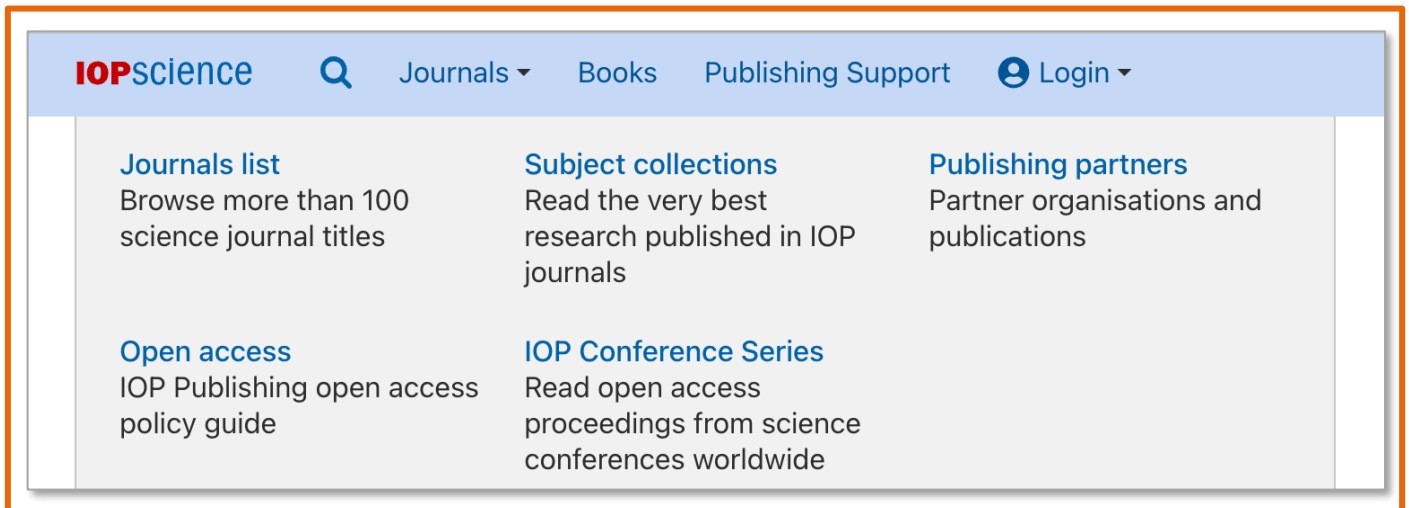 IOPSCIENCE Journals Books Publishing Support Login
Journals list
Browse more than 100
science journal titles
Subject collections
Read the very best
research published in IOP
journals
Publishing partners
Partner organisations and
publications
Open access
IOP Publishing open access
policy guide
IOP Conference Series
Read open access
proceedings from science
conferences worldwide